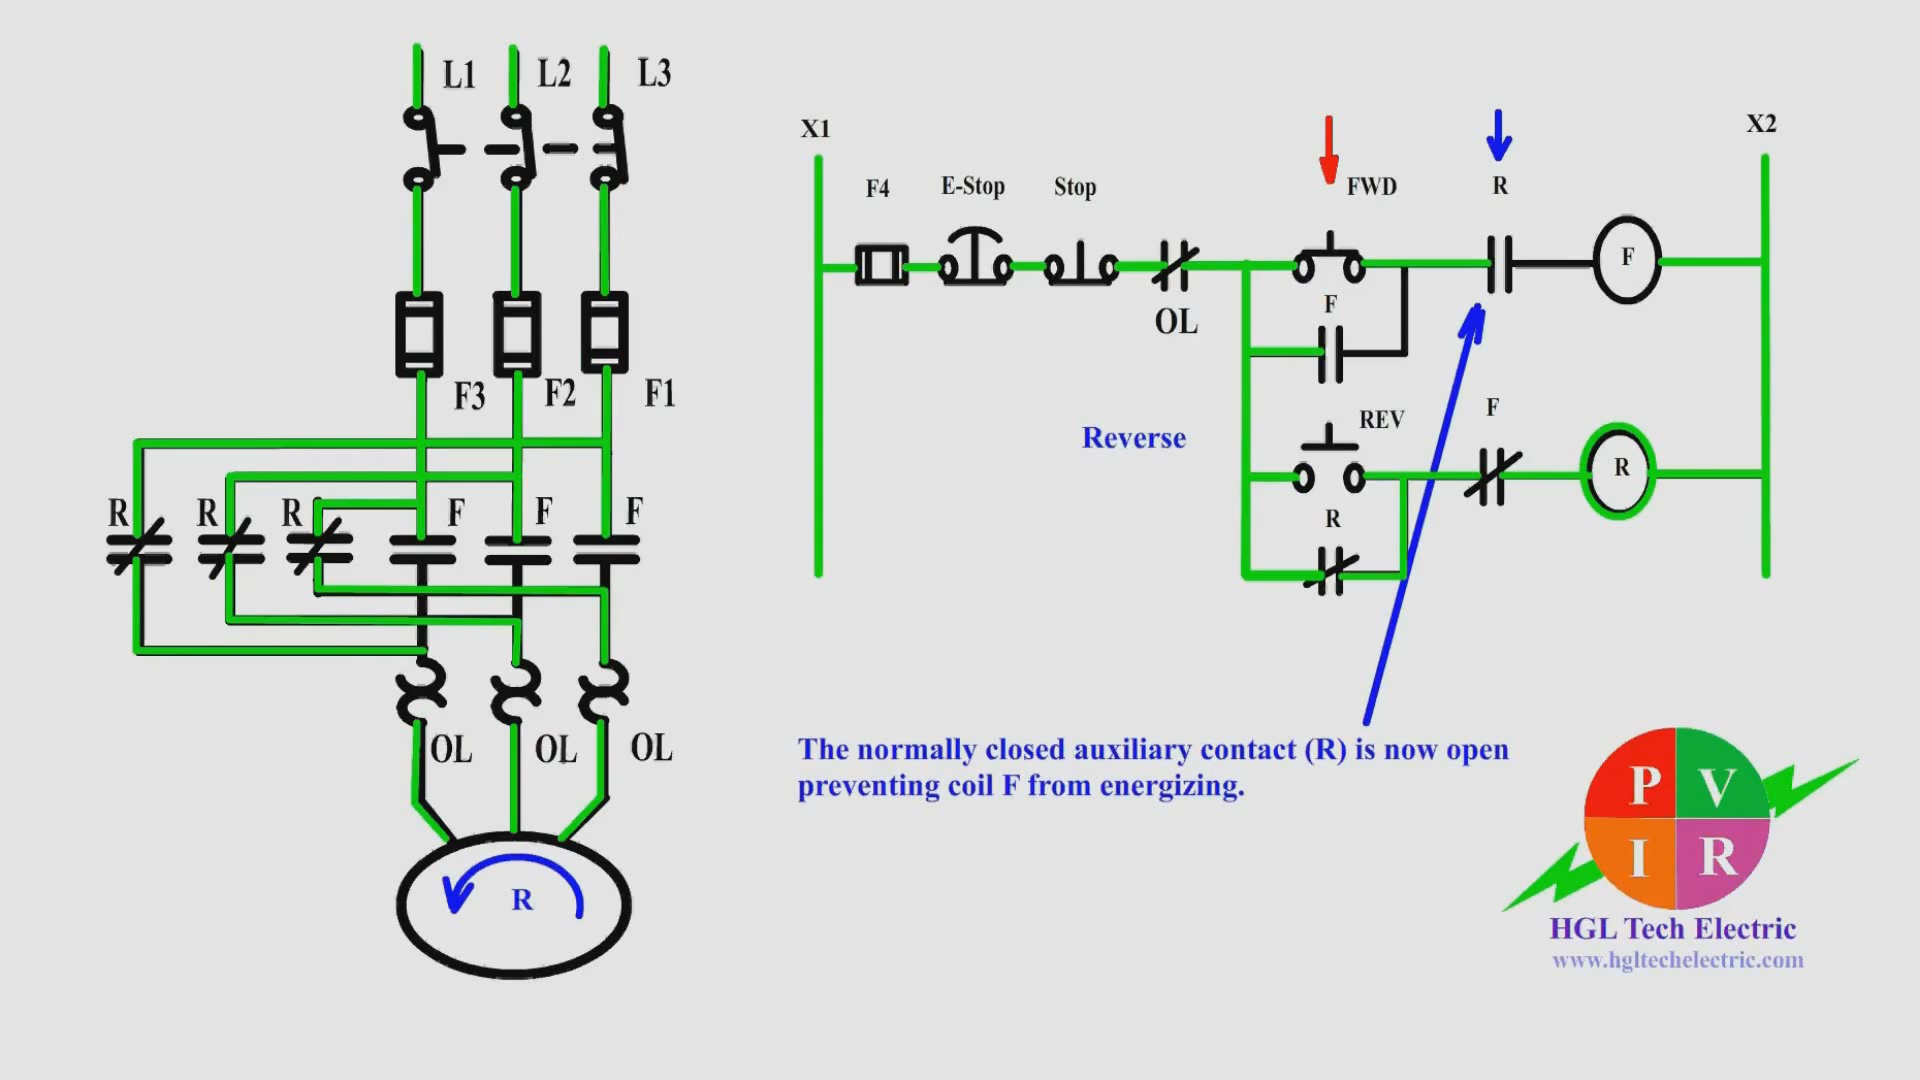 L1
L2
L3
X1
X2
F4
E-Stop
Stop
FWD
R
F
OL
F
F3
F2
F1
REV
F
Reverse
R
R
R
R
F
F
F
R
OL
OL
OL
The normally closed auxiliary contact (R) is now open
preventing coil F from energizing.
P
V
I
R
R
HGL Tech Electric
www.hgltechelectric.com